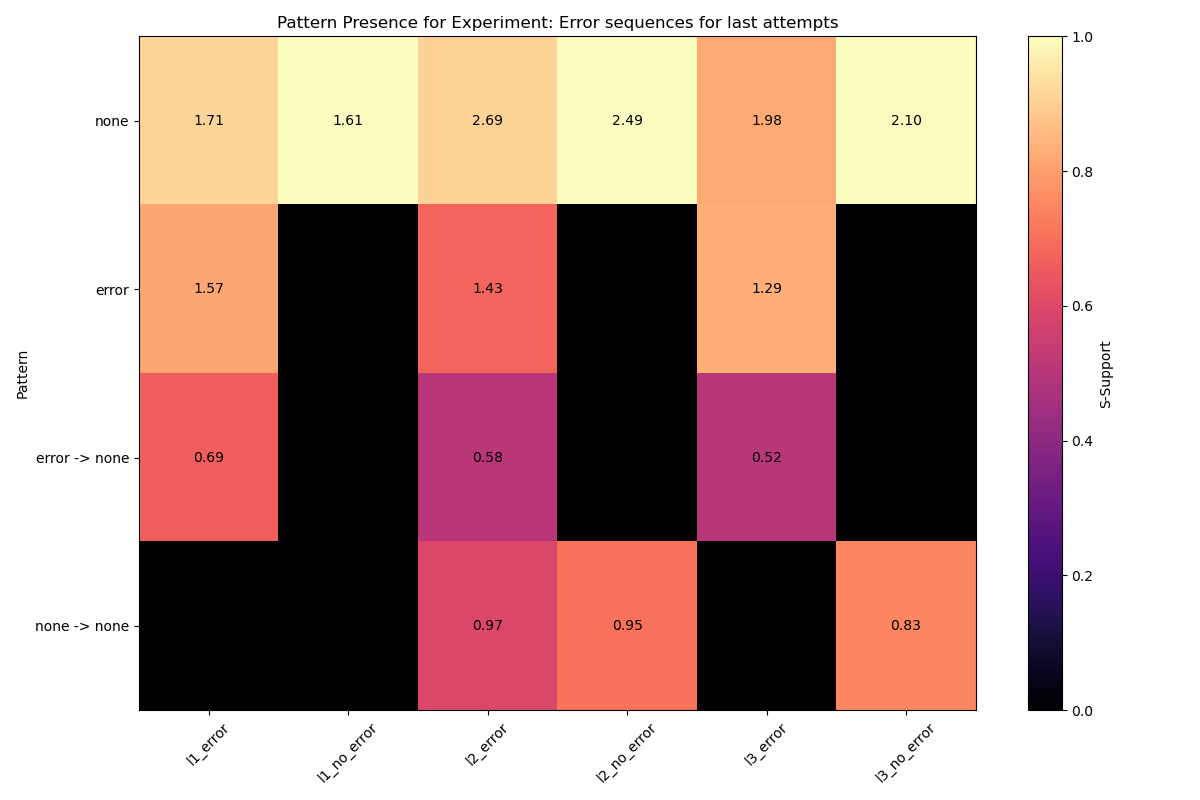 Pattern Presence for Experiment: Error sequences for last attempts
none
1.71
1.61
2.69
2.49
1.98
2.10
error
1.57
1.43
1.29
error -> none
0.69
0.58
0.52
none -> none
0.97
0.95
0.83
Pattern
l1_error
l1_no_error
l2_error
l2_no_error
l3_error
l3_no_error
1.0
0.8
0.6
0.4
0.2
0.0
S-Support